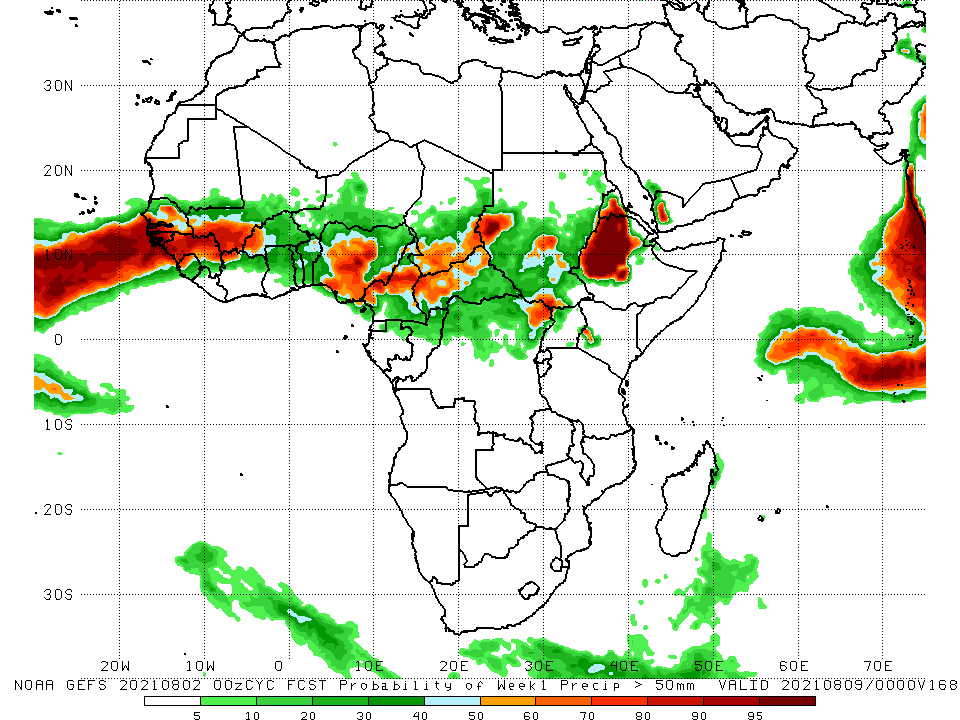 30N
20N
10N
0
10S
20S
30S
20W 10W 0 10E 20E 30E 40E 50E 60E 70E
NOAA GEFS 20210802 00zCYC FCST Probability of Week1 Precip > 50mm VALID 20210809/0000V168
5 10 20 30 40 50 60 70 80 90 95